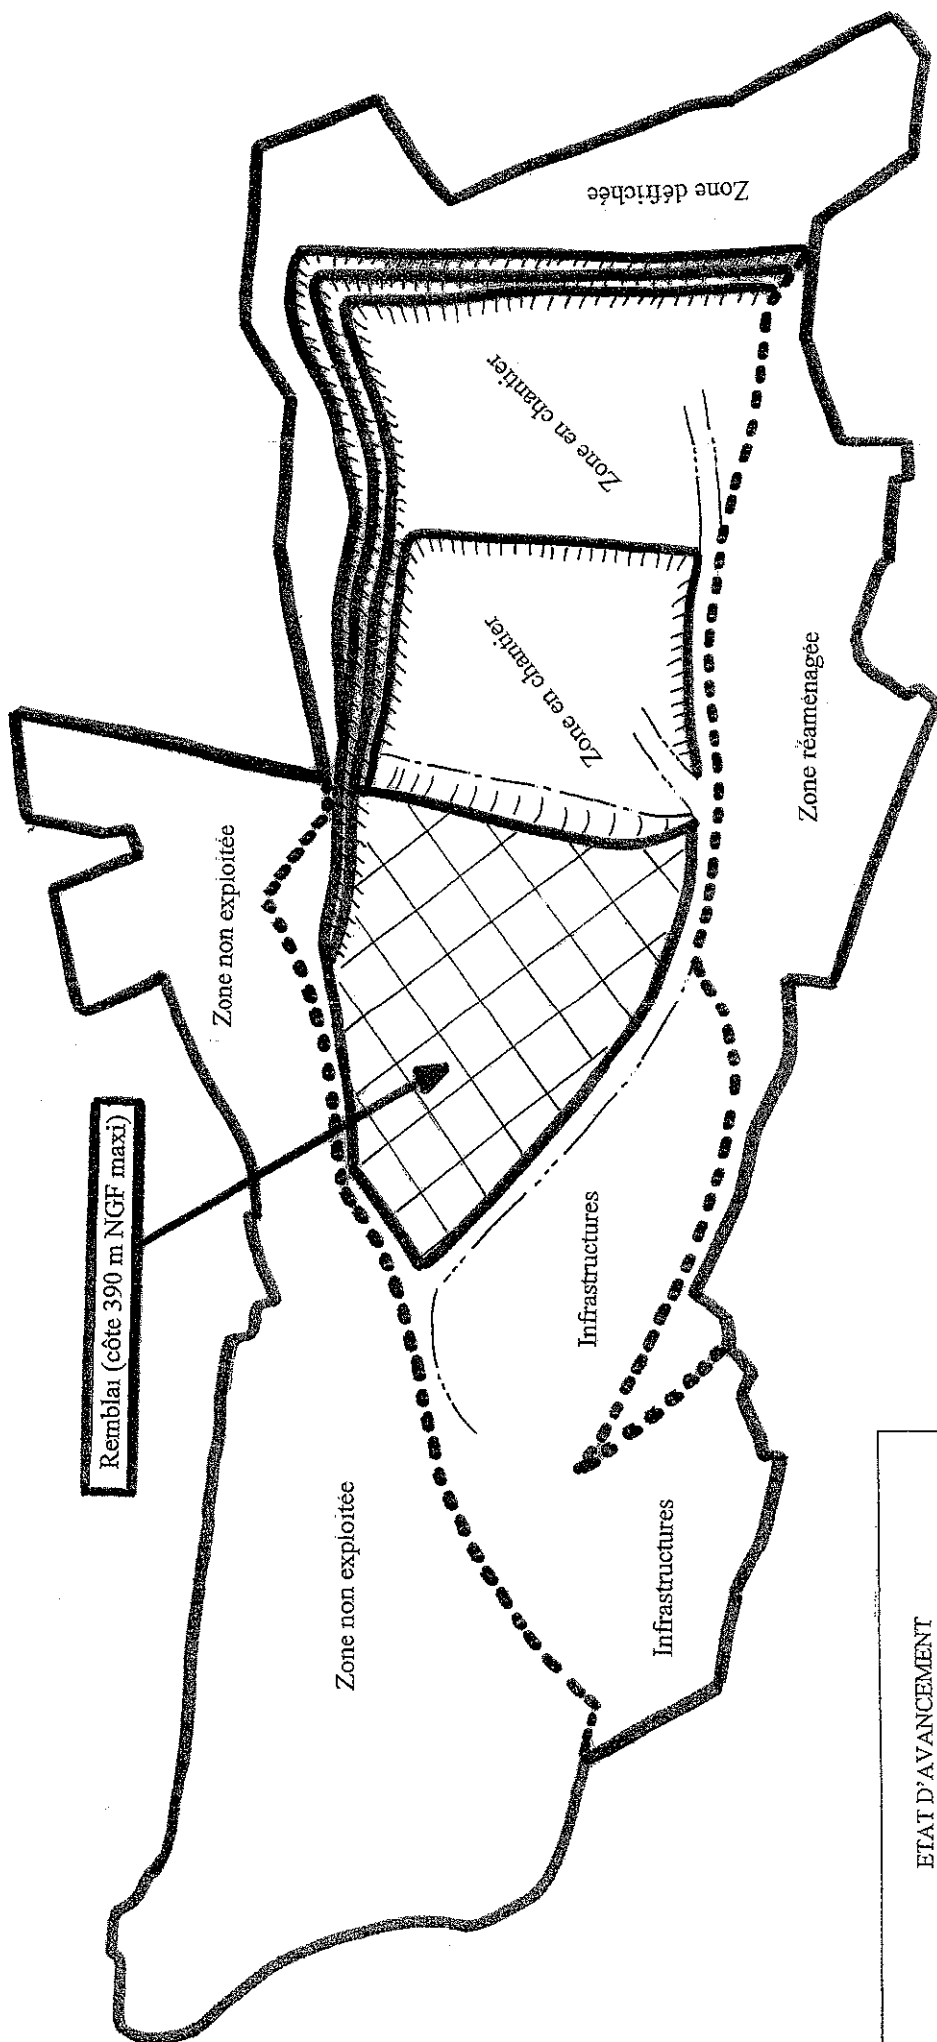 Remblai (côte 390 m NGF maxi)
Zone non exploitée
Zone non exploitée
Zone défrichée
Zone en chantier
Zone en chantier
Infrastructures
Infrastructures
Zone réaménagée
ETAT D'AVANCEMENT